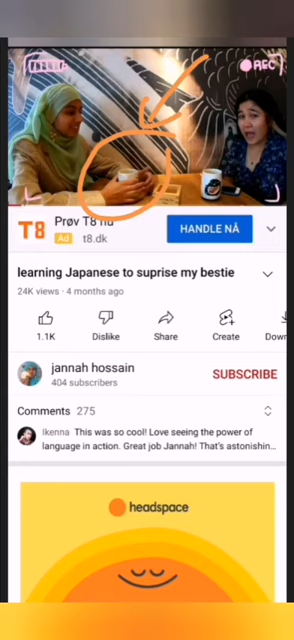 REC
Prøv T8 nu
T8
Ad t8.dk
HANDLE NÅ
learning Japanese to suprise my bestie
24K views · 4 months ago
1.1K
Dislike
Share
Create
Down
jannah hossain
404 subscribers
SUBSCRIBE
Comments 275
Ikenna This was so cool! Love seeing the power of
language in action. Great job Jannah! That's astonishin...
headspace